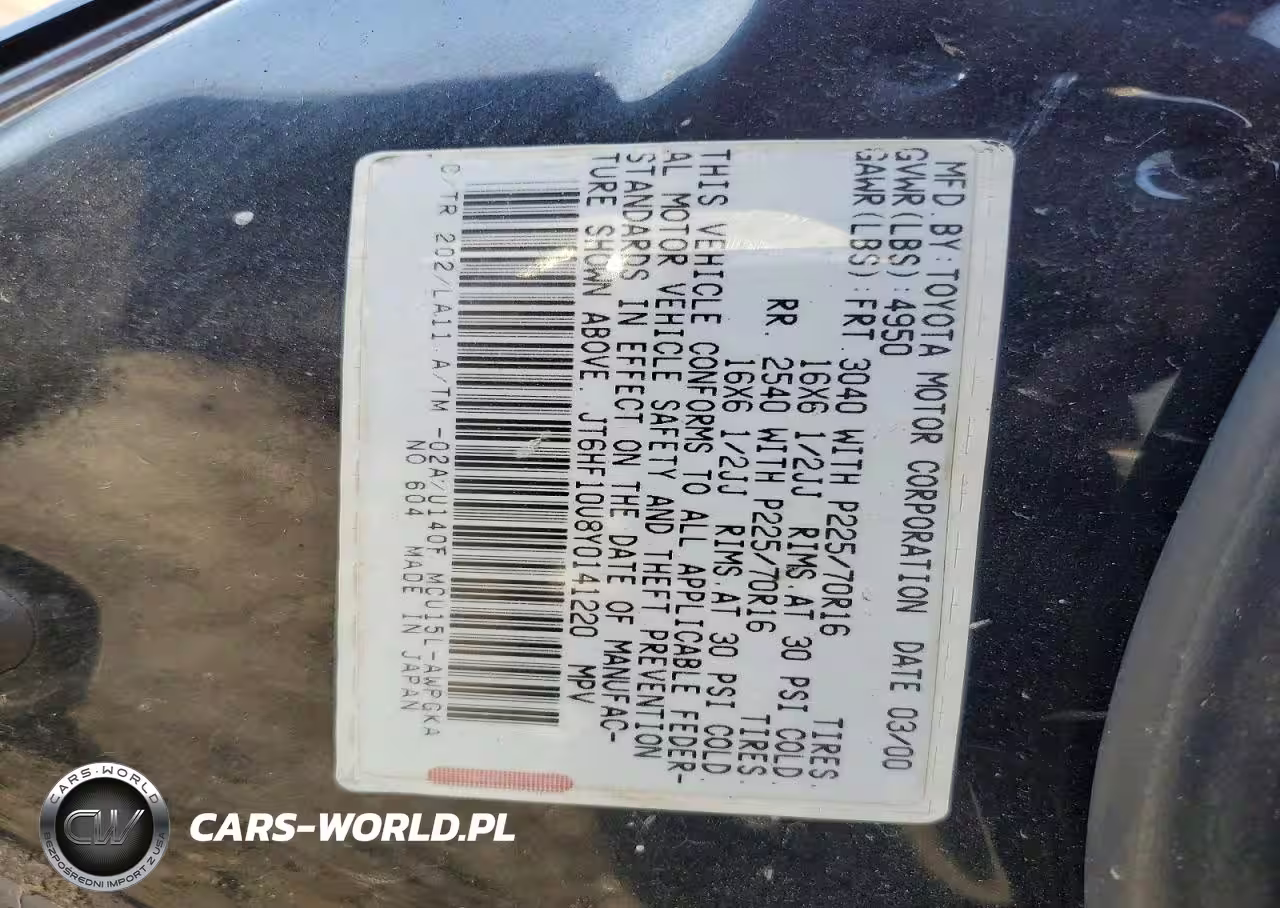 MFD. BY: TOYOTA MOTOR CORPORATION DATE 03/00
GVWR(LBS):4950
GAWR(LBS):FRT. 3040 WITH P225/70R16 TIRES.
16X6 1/2JJ RIMS.AT 30 PSI COLD
RR. 2540 WITH P225/70R16 TIRES.
16X6 1/2JJ RIMS.AT 30 PSI COLD
THIS VEHICLE CONFORMS TO ALL APPLICABLE FEDER-
AL MOTOR VEHICLE SAFETY AND THEFT PREVENTION
STANDARDS IN EFFECT ON THE DATE OF MANUFAC-
TURE SHOWN ABOVE. JT6HF10U8Y0141220 MPV
C/TR 202/LA11 A/TM -02A/U140F MCU15L-AWPGKA
NO 604 MADE IN JAPAN
CARS-WORLD
CW
BEZPOŚREDNI IMPORT Z USA
CARS-WORLD.PL